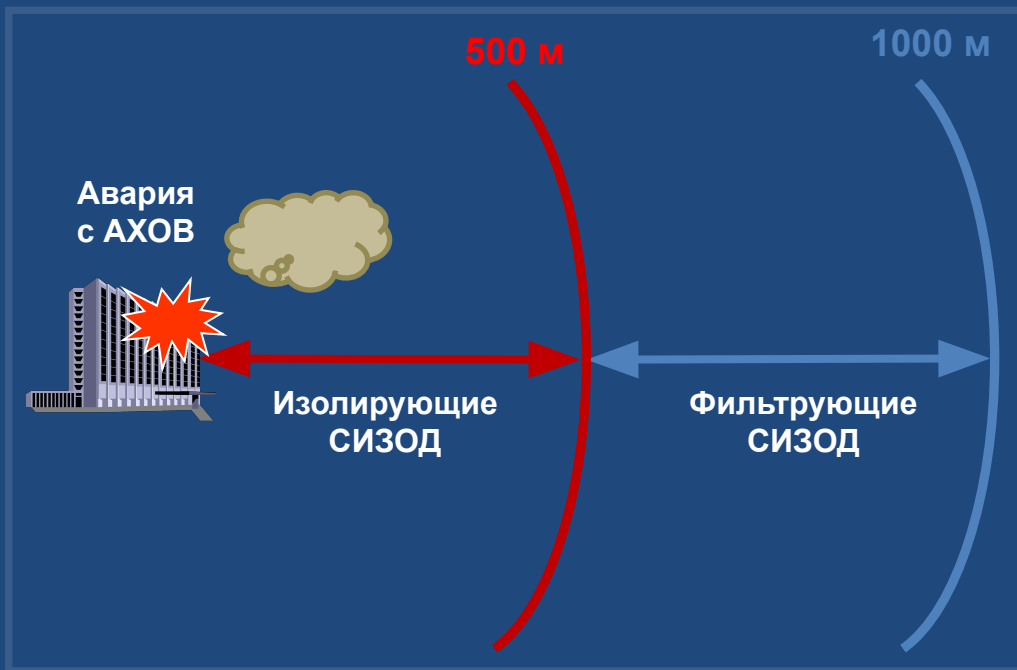 500 м
1000 м
Авария
с АХОВ
Изолирующие
СИЗОД
Фильтрующие
СИЗОД